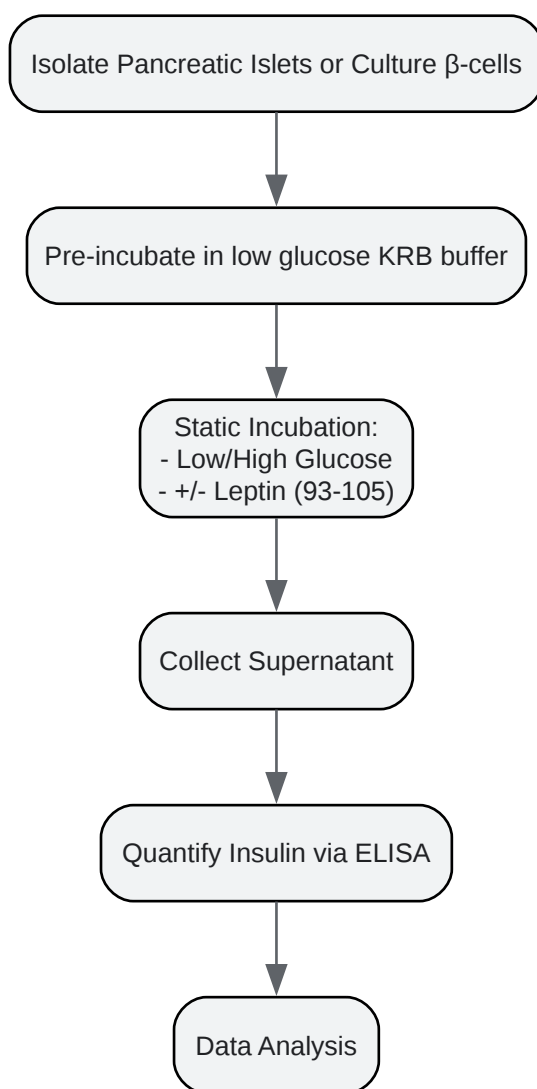 Isolate Pancreatic Islets or Culture β-cells
Pre-incubate in low glucose KRB buffer
Static Incubation:
- Low/High Glucose
- +/- Leptin (93-105)
Collect Supernatant
Quantify Insulin via ELISA
Data Analysis